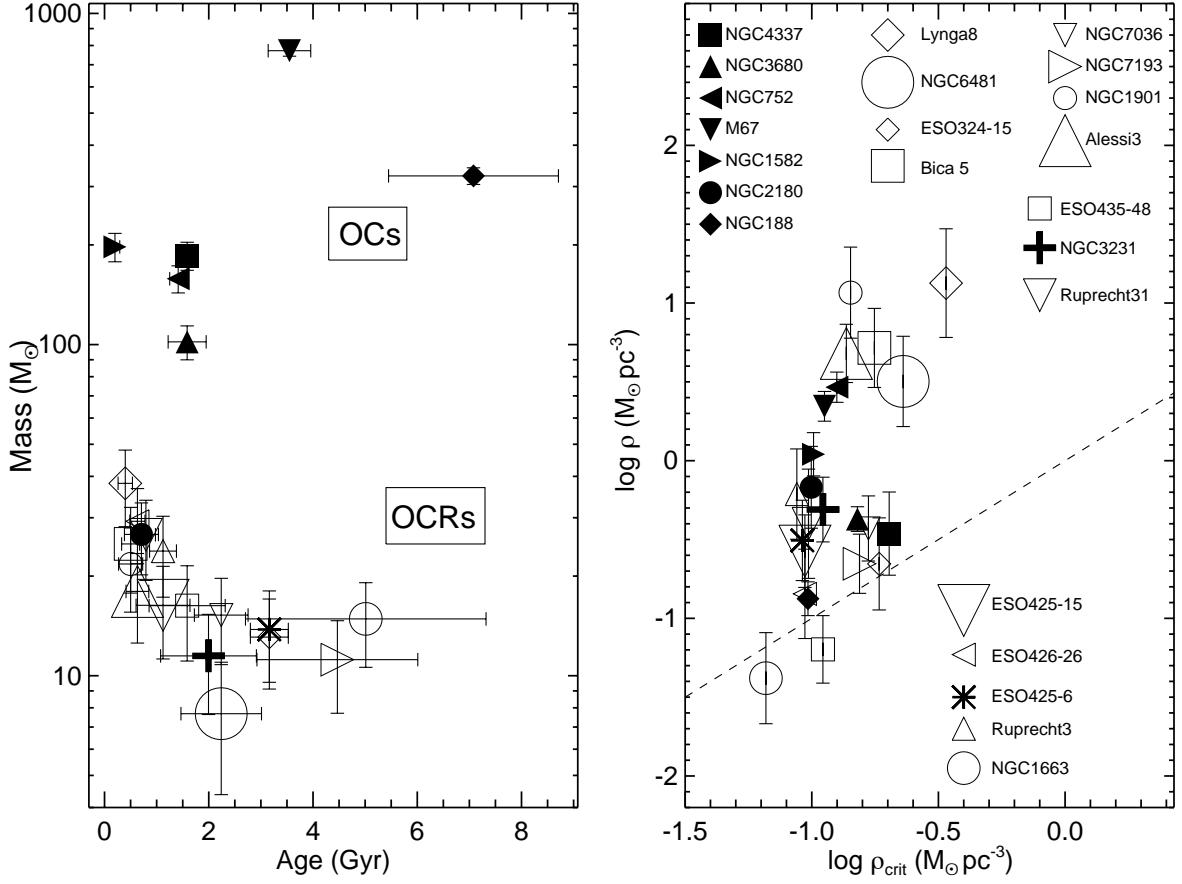 1000
100
10
Mass (M☉)
0 2 4 6 8
Age (Gyr)
OCs
OCRs
NGC4337
NGC3680
NGC752
M67
NGC1582
NGC2180
NGC188
Lynga8
NGC6481
ESO324-15
Bica 5
NGC7036
NGC7193
NGC1901
Alessi3
ESO435-48
NGC3231
Ruprecht31
ESO425-15
ESO426-26
ESO425-6
Ruprecht3
NGC1663
2
1
0
-1
-2
log ρ (M☉ pc⁻³)
-1.5 -1.0 -0.5 0.0
log ρcrit (M☉ pc⁻³)